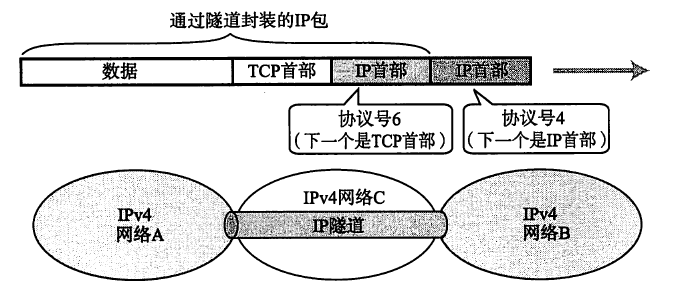 通过隧道封装的IP包
数据
TCP首部
IP首部
IP首部
协议号6
(下一个是TCP首部)
协议号4
(下一个是IP首部)
IPv4
网络A
IPv4网络C
IP隧道
IPv4
网络B